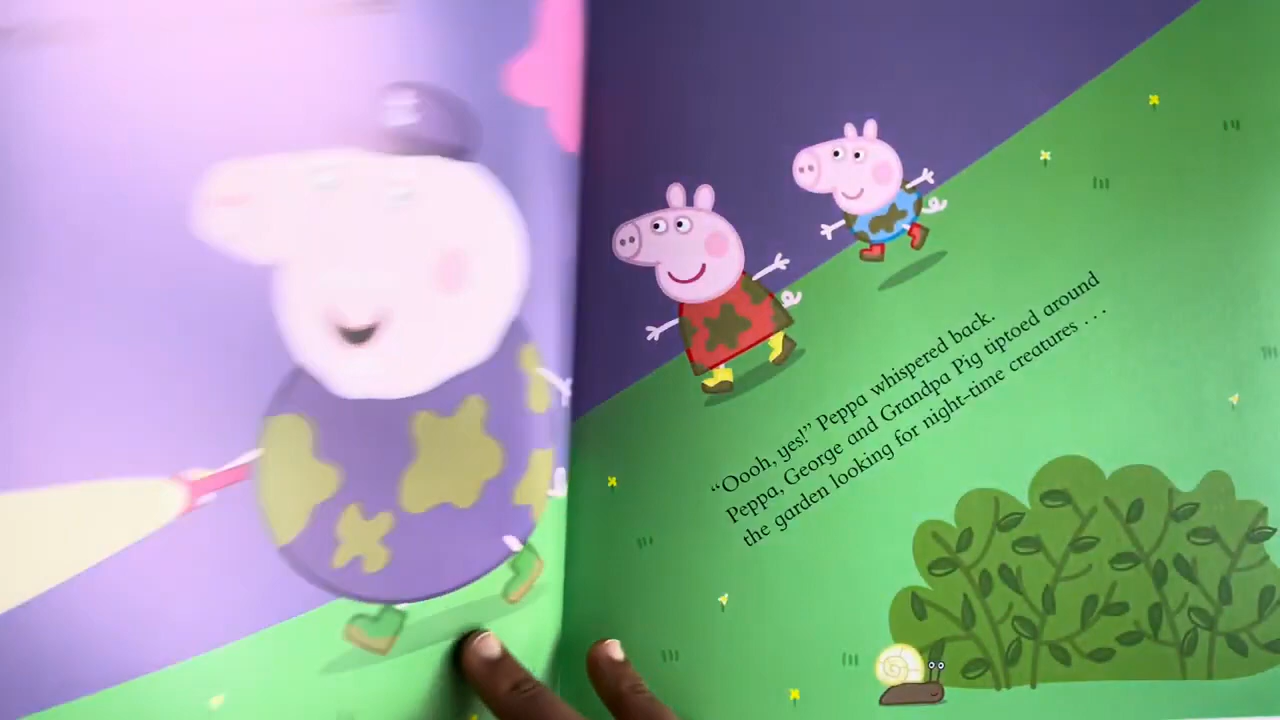 “Oooh, yes!” Peppa whispered back.
Peppa, George and Grandpa Pig tiptoed around
the garden looking for night-time creatures . . .